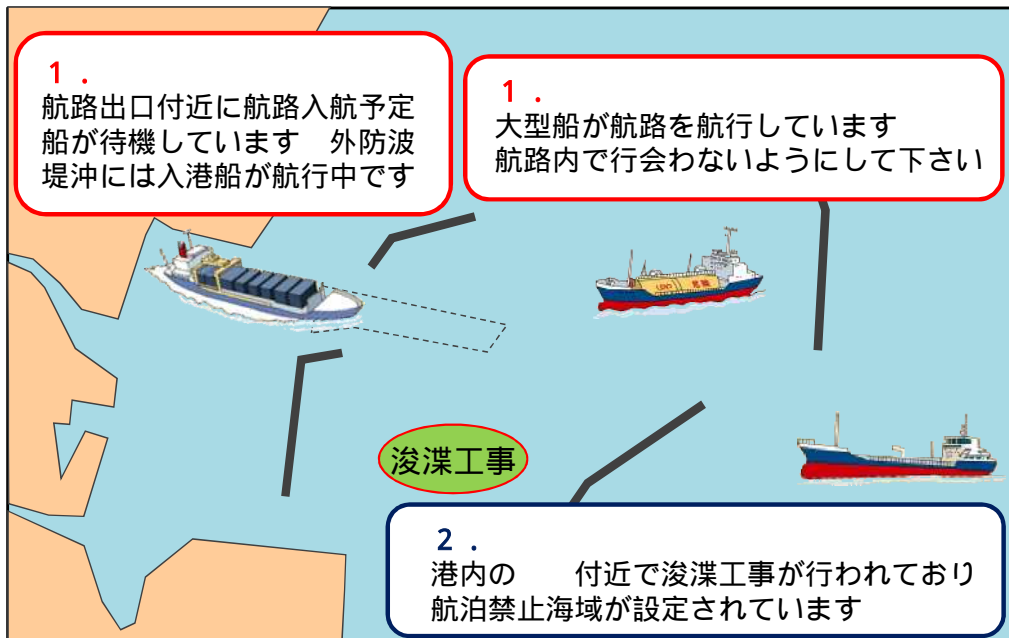 1.
航路出口付近に航路入航予定
船が待機しています　外防波
堤沖には入港船が航行中です
1.
大型船が航路を航行しています
航路内で行会わないようにして下さい
浚渫工事
2.
港内の　　付近で浚渫工事が行われており
航泊禁止海域が設定されています